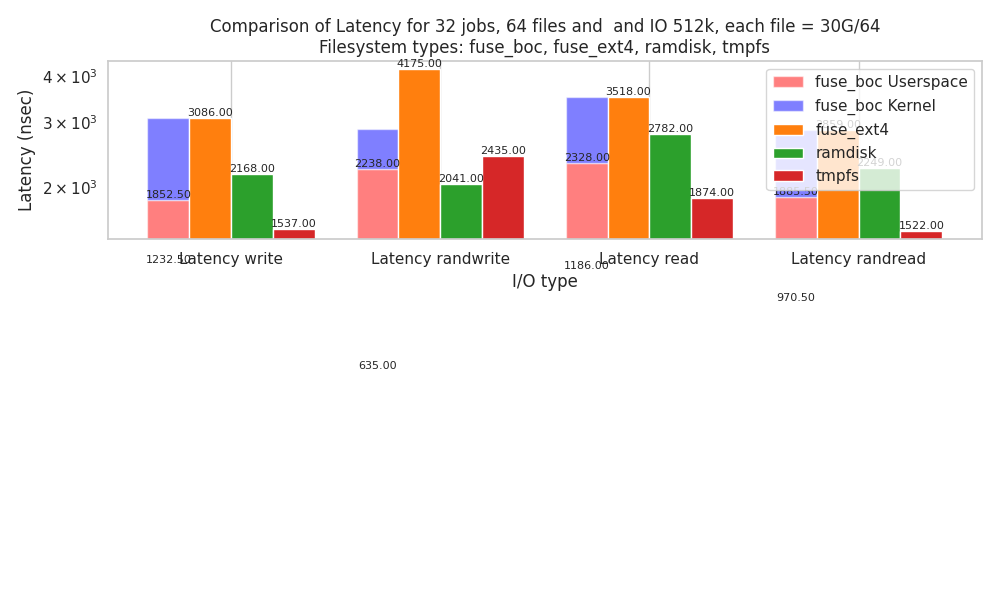 Comparison of Latency for 32 jobs, 64 files and  and IO 512k, each file = 30G/64
Filesystem types: fuse_boc, fuse_ext4, ramdisk, tmpfs
Latency (nsec)
4 × 10³
3 × 10³
2 × 10³
fuse_boc Userspace
fuse_boc Kernel
fuse_ext4
ramdisk
tmpfs
1852.50
3086.00
2168.00
1537.00
2238.00
4175.00
2041.00
2435.00
2328.00
3518.00
2782.00
1874.00
1885.50
2859.00
2249.00
1522.00
1232.50
635.00
1186.00
970.50
Latency write
Latency randwrite
Latency read
Latency randread
I/O type